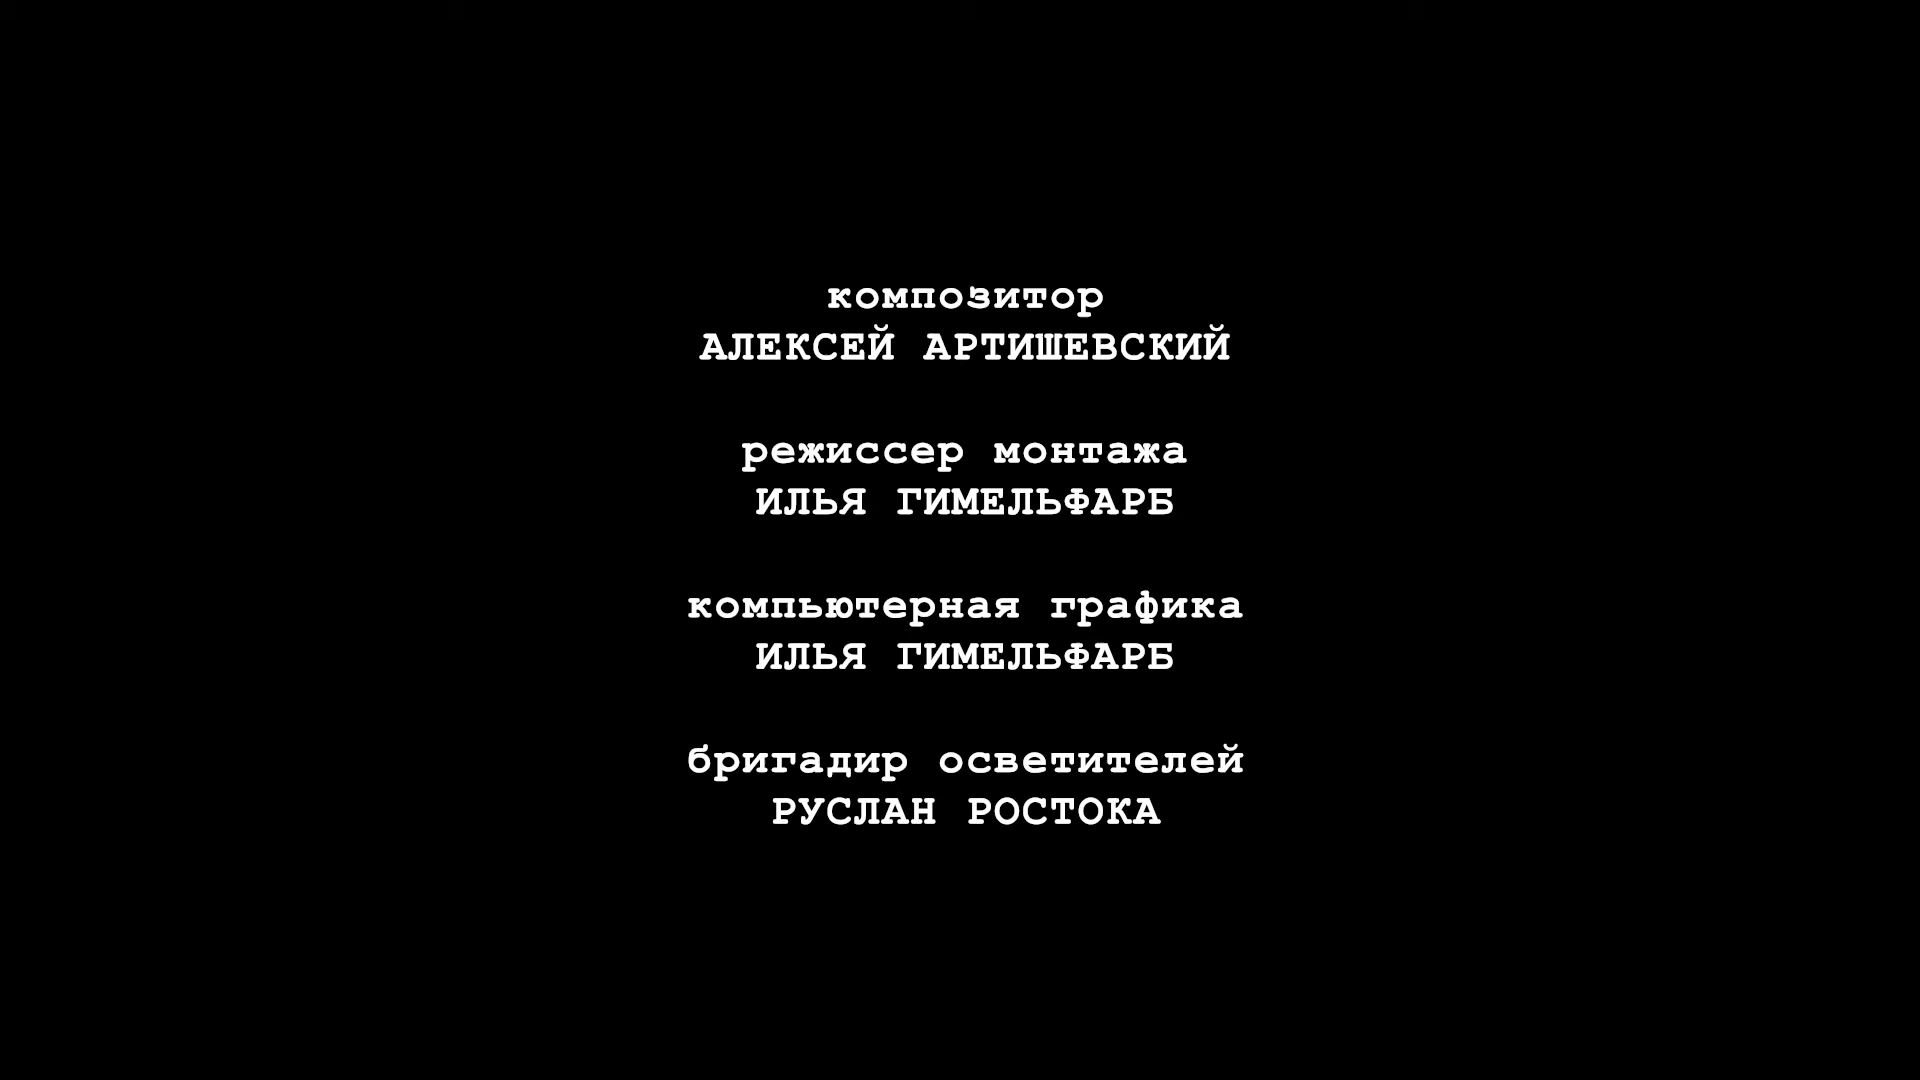 композитор
АЛЕКСЕЙ АРТИШЕВСКИЙ
режиссер монтажа
ИЛЬЯ ГИМЕЛЬФАРБ
компьютерная графика
ИЛЬЯ ГИМЕЛЬФАРБ
бригадир осветителей
РУСЛАН РОСТОКА